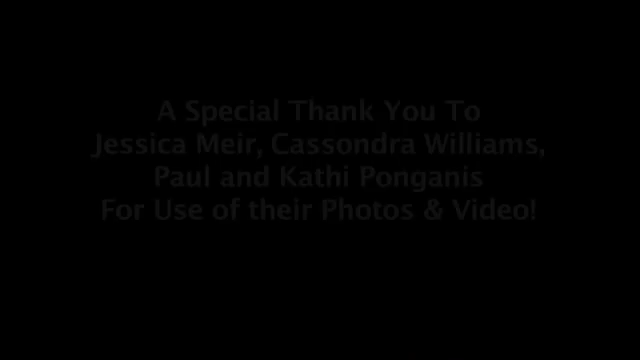 A Special Thank You To
Jessica Meir, Cassondra Williams,
Paul and Kathi Ponganis
For Use of their Photos & Video!